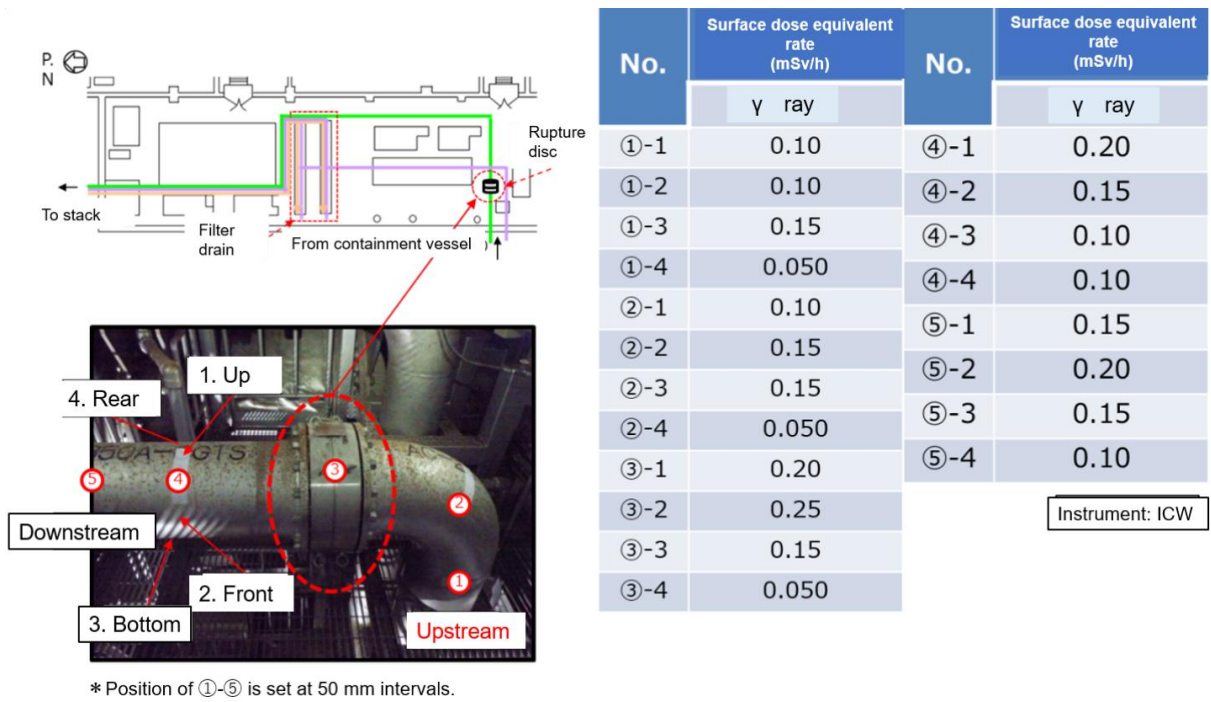 P.
N
Rupture
disc
To stack
Filter
drain
From containment vessel
1. Up
4. Rear
50A-
GTS
AC
⑤
④
③
②
①
Downstream
2. Front
3. Bottom
Upstream
* Position of ①-⑤ is set at 50 mm intervals.
No.
Surface dose equivalent
rate
(mSv/h)
γ ray
①-1 0.10
①-2 0.10
①-3 0.15
①-4 0.050
②-1 0.10
②-2 0.15
②-3 0.15
②-4 0.050
③-1 0.20
③-2 0.25
③-3 0.15
③-4 0.050
No.
Surface dose equivalent
rate
(mSv/h)
γ ray
④-1 0.20
④-2 0.15
④-3 0.10
④-4 0.10
⑤-1 0.15
⑤-2 0.20
⑤-3 0.15
⑤-4 0.10
Instrument: ICW